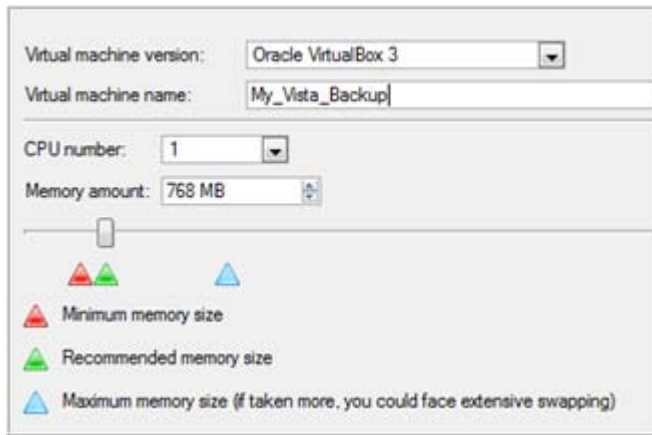 Virtual machine version: Oracle VirtualBox 3
Virtual machine name: My_Vista_Backup
CPU number: 1
Memory amount: 768 MB
Minimum memory size
Recommended memory size
Maximum memory size (if taken more, you could face extensive swapping)